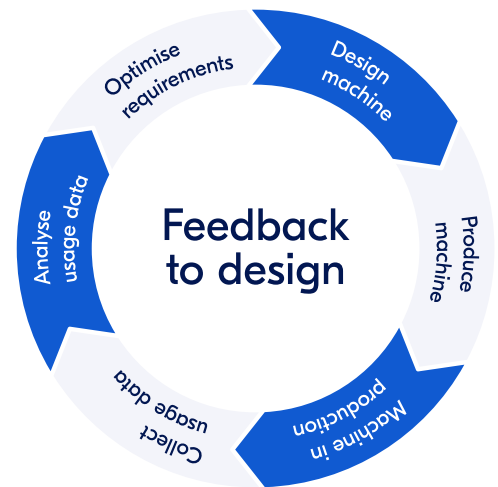 Feedback
to design
Design
machine
Produce
machine
Machine in
production
Collect
usage data
Analyse
usage data
Optimise
requirements